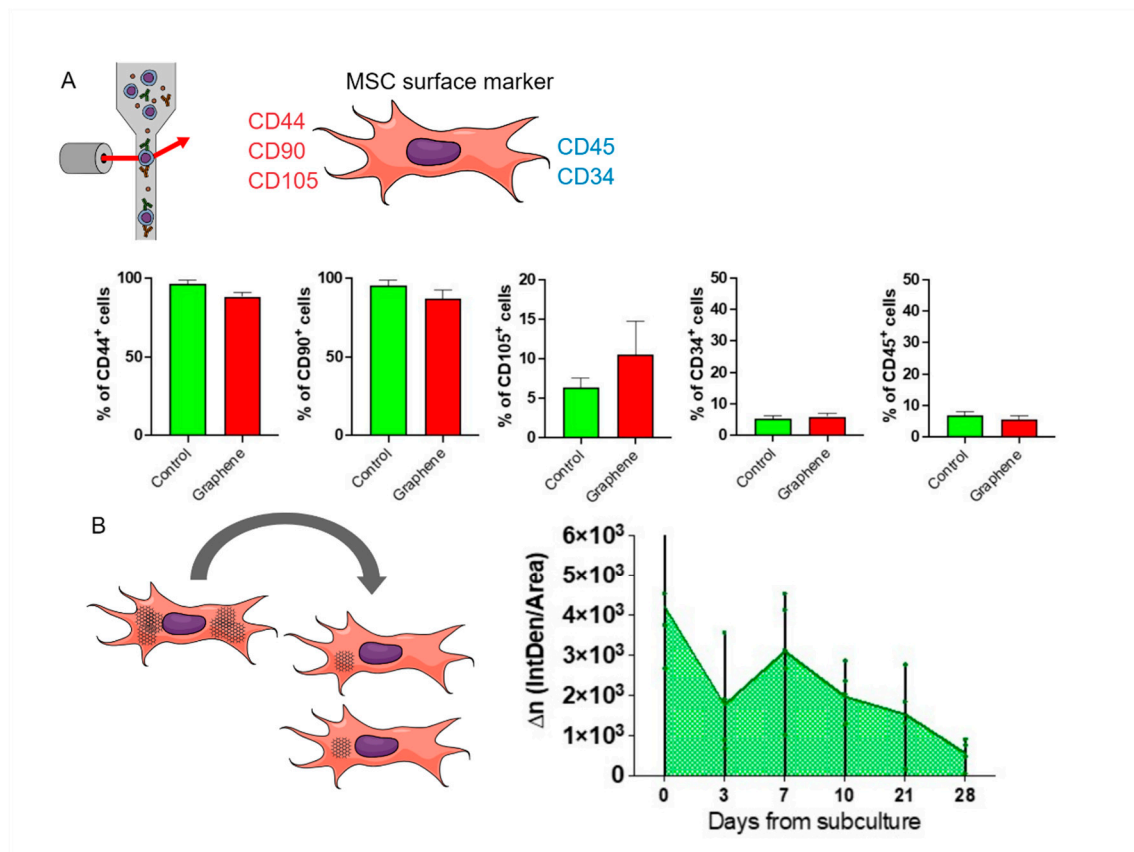 A
MSC surface marker
CD44
CD90
CD105
CD45
CD34
% of CD44⁺ cells
100
50
0
Control
Graphene
% of CD90⁺ cells
100
50
0
Control
Graphene
% of CD105⁺ cells
20
15
10
5
0
Control
Graphene
% of CD34⁺ cells
50
40
30
20
10
0
Control
Graphene
% of CD45⁺ cells
50
40
30
20
10
0
Control
Graphene
B
Δn (IntDen/Area)
6×10³
5×10³
4×10³
3×10³
2×10³
1×10³
0
0 3 7 10 21 28
Days from subculture